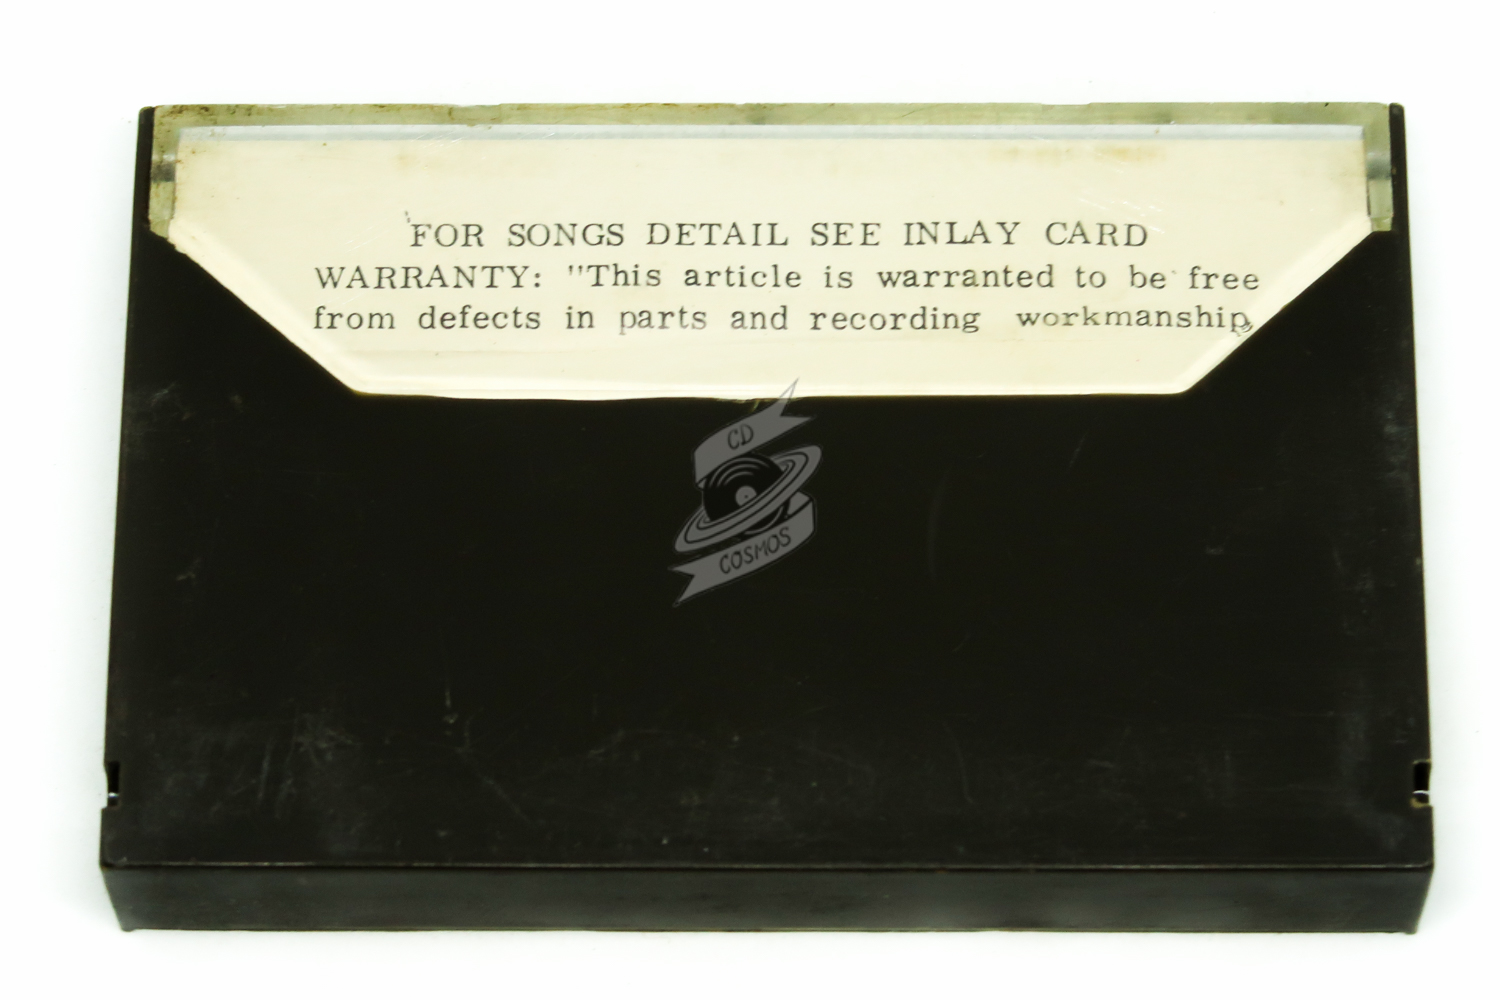 FOR SONGS DETAIL SEE INLAY CARD
WARRANTY: "This article is warranted to be free
from defects in parts and recording workmanship
CD
COSMOS